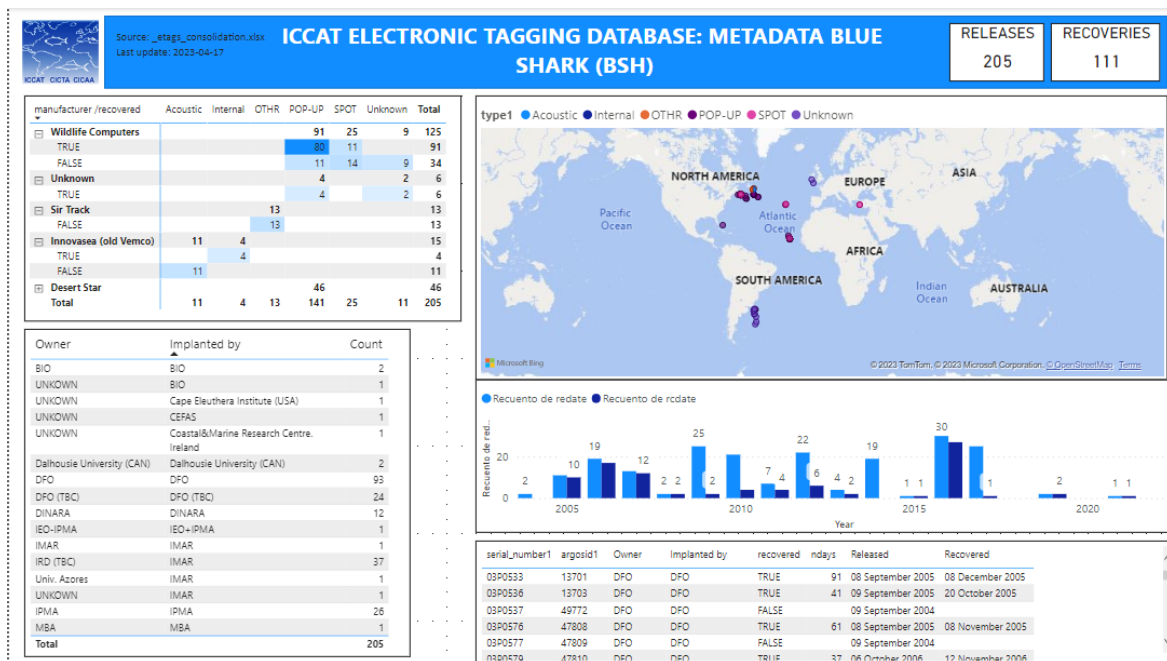 ICCAT CICTA CICAA
Source: _etags_consolidation.xlsx
Last update: 2023-04-17
ICCAT ELECTRONIC TAGGING DATABASE: METADATA BLUE
SHARK (BSH)
RELEASES
205
RECOVERIES
111
manufacturer /recovered Acoustic Internal OTHR POP-UP SPOT Unknown Total
Wildlife Computers 91 25 9 125
TRUE 80 11 91
FALSE 11 14 9 34
Unknown 4 2 6
TRUE 4 2 6
Sir Track 13 13
FALSE 13 13
Innovasea (old Vemco) 11 4 15
TRUE 4 4
FALSE 11 11
Desert Star 46 46
Total 11 4 13 141 25 11 205
type1 Acoustic Internal OTHR POP-UP SPOT Unknown
NORTH AMERICA
EUROPE
ASIA
Pacific
Ocean
Atlantic
Ocean
AFRICA
SOUTH AMERICA
Indian
Ocean
AUSTRALIA
Microsoft Bing
© 2023 TomTom, © 2023 Microsoft Corporation, © OpenStreetMap Terms
Owner Implanted by Count
BIO BIO 2
UNKOWN BIO 1
UNKOWN Cape Eleuthera Institute (USA) 1
UNKOWN CEFAS 1
UNKOWN Coastal&Marine Research Centre. 1
Ireland
Dalhousie University (CAN) Dalhousie University (CAN) 2
DFO DFO 93
DFO (TBC) DFO (TBC) 24
DINARA DINARA 12
IEO-IPMA IEO+IPMA 1
IMAR IMAR 1
IRD (TBC) IMAR 37
Univ. Azores IMAR 1
UNKOWN IMAR 1
IPMA IPMA 26
MBA MBA 1
Total 205
Recuento de redate Recuento de rcdate
Recuento de red...
20
0
2 10 19 12 2 2 25 2 7 4 22 6 4 2 19 1 1 30 1 2 1 1
2005 2010 2015 2020
Year
serial_number1 argosid1 Owner Implanted by recovered ndays Released Recovered
03P0533 13701 DFO DFO TRUE 91 08 September 2005 08 December 2005
03P0536 13703 DFO DFO TRUE 41 09 September 2005 20 October 2005
03P0537 49772 DFO DFO FALSE 09 September 2004
03P0576 47808 DFO DFO TRUE 61 08 September 2005 08 November 2005
03P0577 47809 DFO DFO FALSE 09 September 2004
03P0579 47810 DFO DFO TRUE 37 06 October 2006 12 November 2006